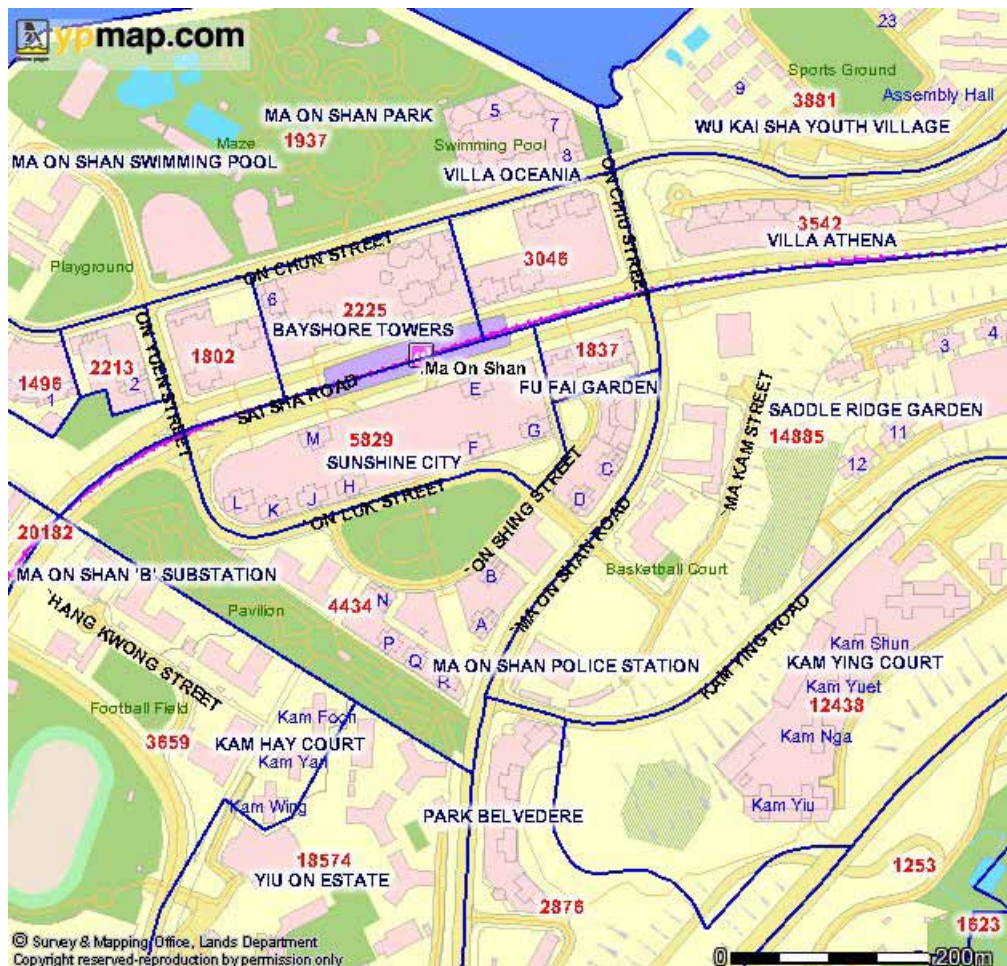 ypmap.com
23
Sports Ground
9
3881
Assembly Hall
WU KAI SHA YOUTH VILLAGE
MA ON SHAN PARK
5
7
Maze
1937
Swimming Pool
8
MA ON SHAN SWIMMING POOL
VILLA OCEANIA
ON CHIU STREET
3542
VILLA ATHENA
ON CHUN STREET
3046
Playground
6
2225
BAYSHORE TOWERS
ON YUEN STREET
1802
2213
2
1496
1
.Ma On Shan
1837
FU FAI GARDEN
3
4
SAI SHA ROAD
E
MA KAM STREET
SADDLE RIDGE GARDEN
14885
11
12
M
5829
F
G
SUNSHINE CITY
C
D
L
K
J
H
'ON LUK STREET
ON SHING STREET
'MA ON SHAN ROAD
20182
MA ON SHAN 'B' SUBSTATION
Basketball Court
Pavilion
4434
N
B
A
P
Q
R
HANG KWONG STREET
MA ON SHAN POLICE STATION
KAM YING ROAD
Kam Shun
KAM YING COURT
Kam Yuet
12438
Kam Nga
Kam Yiu
Football Field
3659
Kam Foon
KAM HAY COURT
Kam Yan
Kam Wing
PARK BELVEDERE
18574
YIU ON ESTATE
2876
1253
1623
© Survey & Mapping Office, Lands Department
Copyright reserved-reproduction by permission only
0
200m